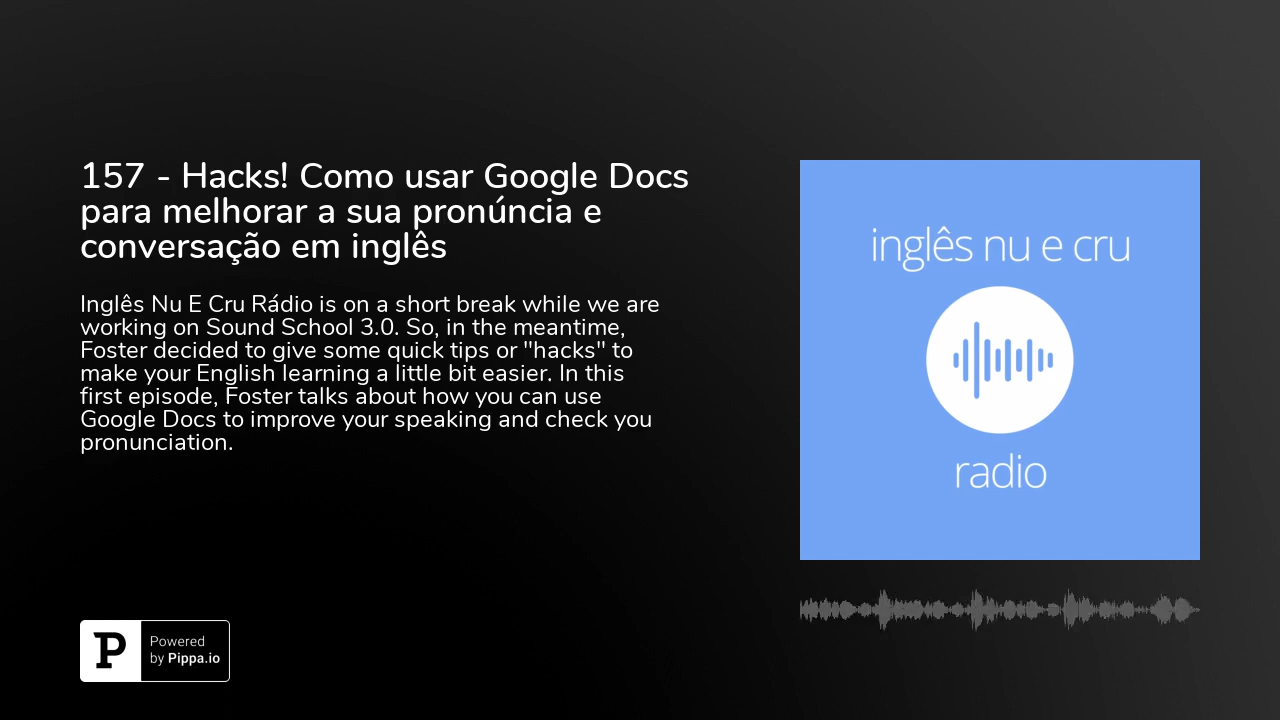 157 - Hacks! Como usar Google Docs
para melhorar a sua pronúncia e
conversação em inglês
Inglês Nu E Cru Rádio is on a short break while we are
working on Sound School 3.0. So, in the meantime,
Foster decided to give some quick tips or "hacks" to
make your English learning a little bit easier. In this
first episode, Foster talks about how you can use
Google Docs to improve your speaking and check you
pronunciation.
inglês nu e cru
radio
P
Powered
by Pippa.io